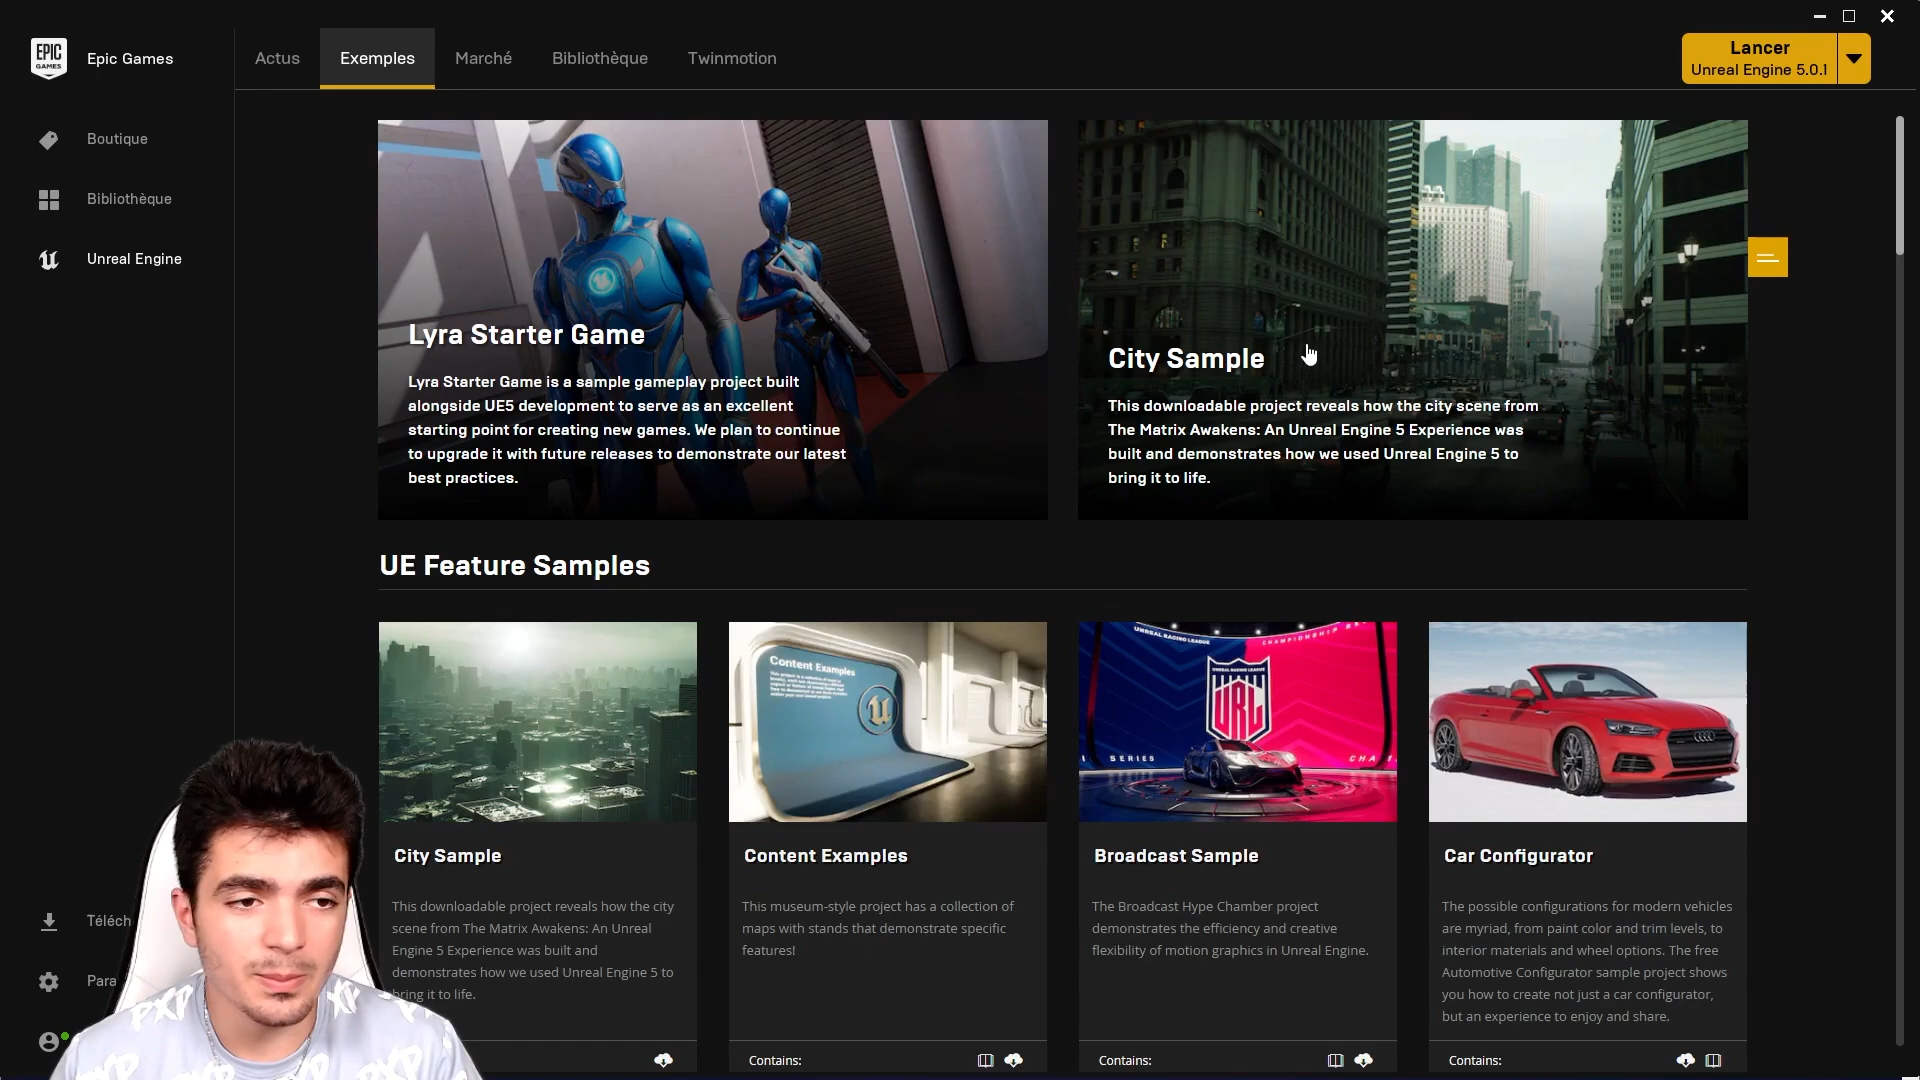 EPIC
GAMES
Epic Games
Actus
Exemples
Marché
Bibliothèque
Twinmotion
Lancer
Unreal Engine 5.0.1
Boutique
Bibliothèque
Unreal Engine
Lyra Starter Game
Lyra Starter Game is a sample gameplay project built
alongside UE5 development to serve as an excellent
starting point for creating new games. We plan to continue
to upgrade it with future releases to demonstrate our latest
best practices.
City Sample
This downloadable project reveals how the city scene from
The Matrix Awakens: An Unreal Engine 5 Experience was
built and demonstrates how we used Unreal Engine 5 to
bring it to life.
UE Feature Samples
Content Examples
UNREAL RACING LEAGUE
CHAMPIONSHIP
UNREAL RACING LEAGUE
URL
SERIES
CHA
City Sample
This downloadable project reveals how the city
scene from The Matrix Awakens: An Unreal
Engine 5 Experience was built and
demonstrates how we used Unreal Engine 5 to
bring it to life.
Content Examples
This museum-style project has a collection of
maps with stands that demonstrate specific
features!
Contains:
Broadcast Sample
The Broadcast Hype Chamber project
demonstrates the efficiency and creative
flexibility of motion graphics in Unreal Engine.
Contains:
Car Configurator
The possible configurations for modern vehicles
are myriad, from paint color and trim levels, to
interior materials and wheel options. The free
Automotive Configurator sample project shows
you how to create not just a car configurator,
but an experience to enjoy and share.
Contains:
Téléch
Para
PXP
PXP